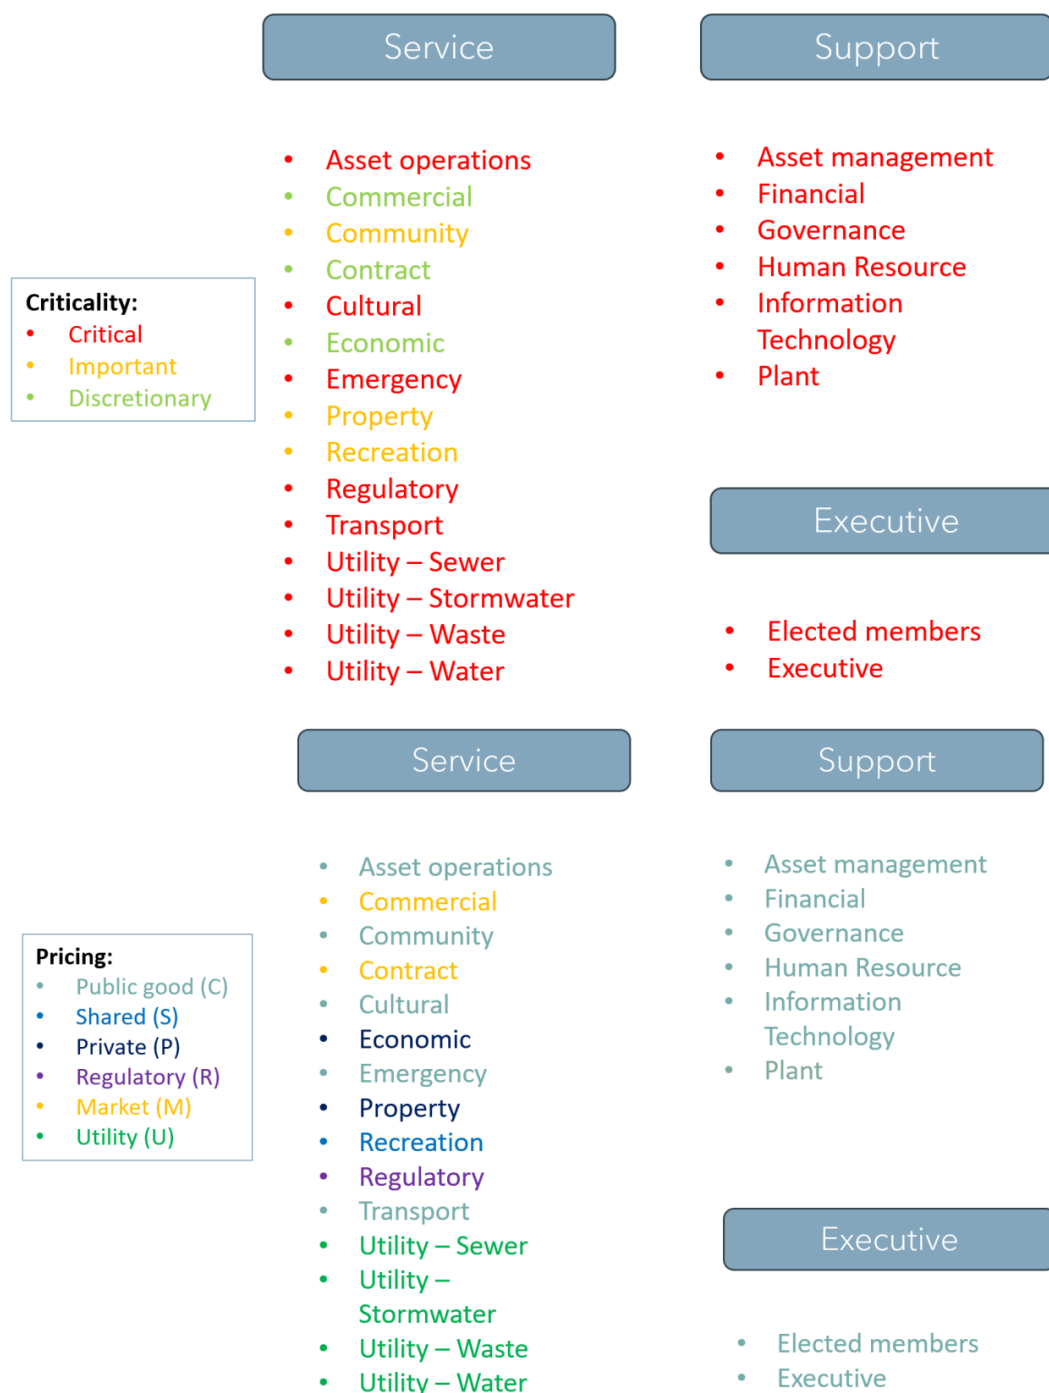 Service
Support
• Asset operations
• Commercial
• Community
• Contract
• Cultural
• Economic
• Emergency
• Property
• Recreation
• Regulatory
• Transport
• Utility – Sewer
• Utility – Stormwater
• Utility – Waste
• Utility – Water
• Asset management
• Financial
• Governance
• Human Resource
• Information
Technology
• Plant
Criticality:
• Critical
• Important
• Discretionary
Executive
• Elected members
• Executive
Service
Support
• Asset operations
• Commercial
• Community
• Contract
• Cultural
• Economic
• Emergency
• Property
• Recreation
• Regulatory
• Transport
• Utility – Sewer
• Utility –
Stormwater
• Utility – Waste
• Utility – Water
• Asset management
• Financial
• Governance
• Human Resource
• Information
Technology
• Plant
Pricing:
• Public good (C)
• Shared (S)
• Private (P)
• Regulatory (R)
• Market (M)
• Utility (U)
Executive
• Elected members
• Executive